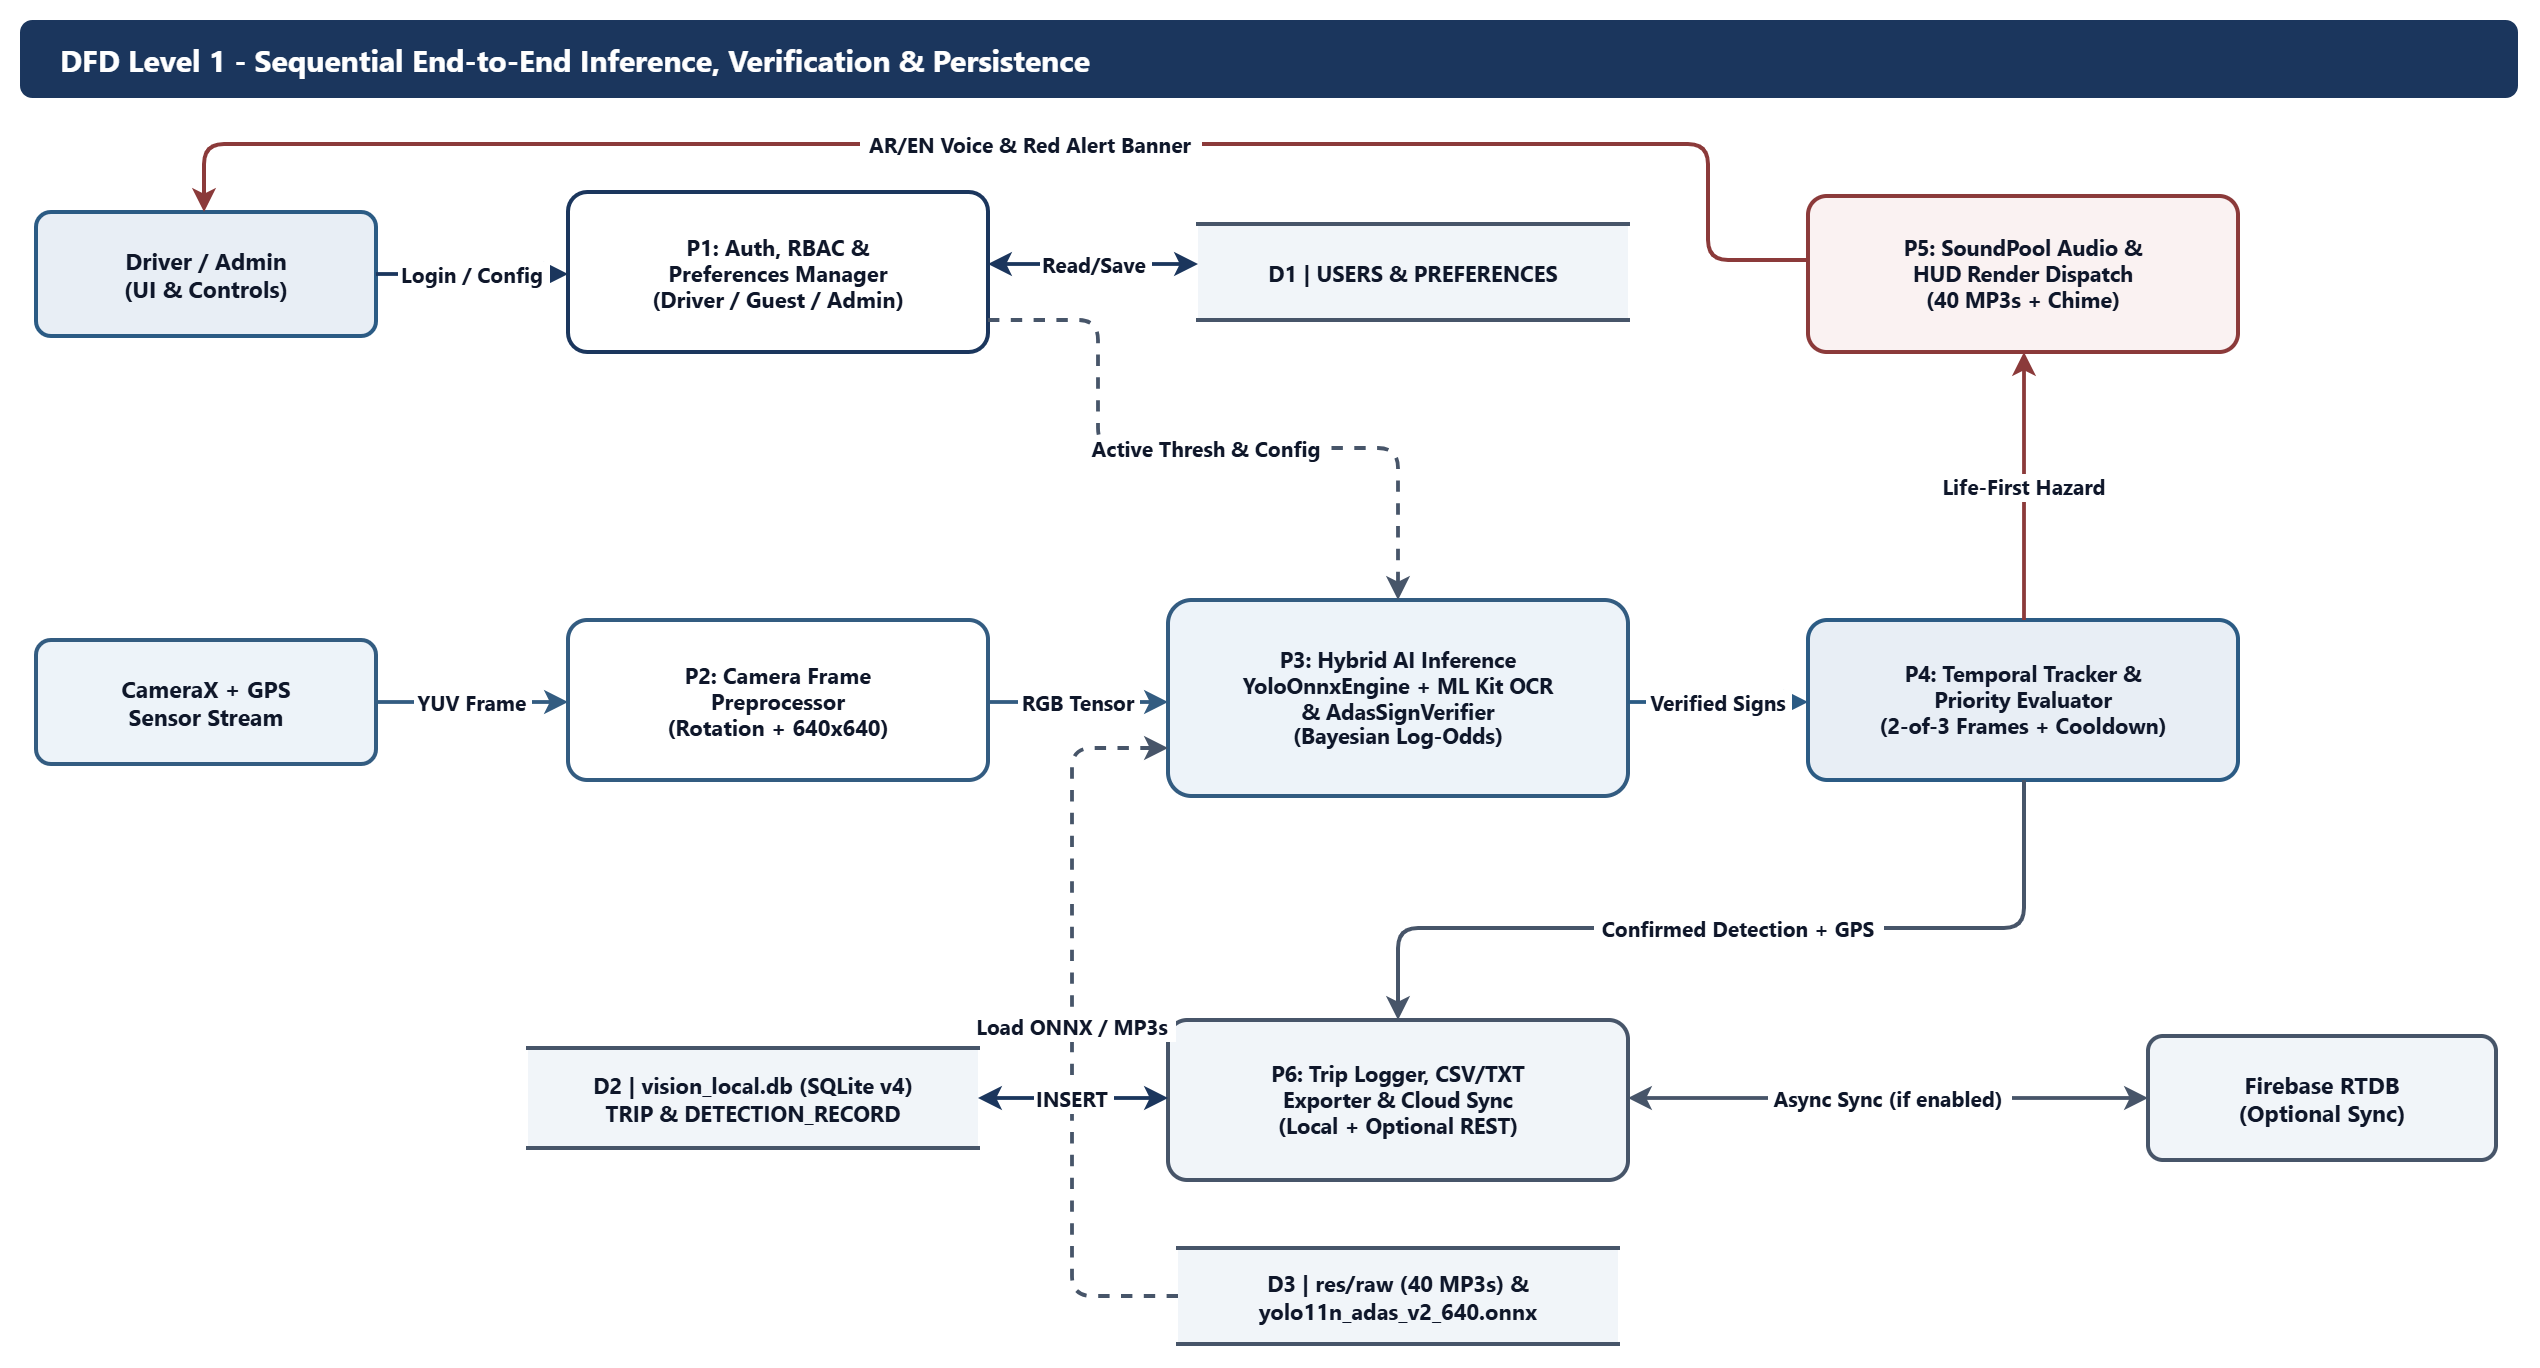 DFD Level 1 - Sequential End-to-End Inference, Verification & Persistence
AR/EN Voice & Red Alert Banner
Driver / Admin
(UI & Controls)
Login / Config
P1: Auth, RBAC &
Preferences Manager
(Driver / Guest / Admin)
Read/Save
D1 | USERS & PREFERENCES
P5: SoundPool Audio &
HUD Render Dispatch
(40 MP3s + Chime)
Active Thresh & Config
Life-First Hazard
CameraX + GPS
Sensor Stream
YUV Frame
P2: Camera Frame
Preprocessor
(Rotation + 640x640)
RGB Tensor
P3: Hybrid AI Inference
YoloOnnxEngine + ML Kit OCR
& AdasSignVerifier
(Bayesian Log-Odds)
Verified Signs
P4: Temporal Tracker &
Priority Evaluator
(2-of-3 Frames + Cooldown)
Confirmed Detection + GPS
Load ONNX / MP3s
D2 | vision_local.db (SQLite v4)
TRIP & DETECTION_RECORD
INSERT
P6: Trip Logger, CSV/TXT
Exporter & Cloud Sync
(Local + Optional REST)
Async Sync (if enabled)
Firebase RTDB
(Optional Sync)
D3 | res/raw (40 MP3s) &
yolo11n_adas_v2_640.onnx